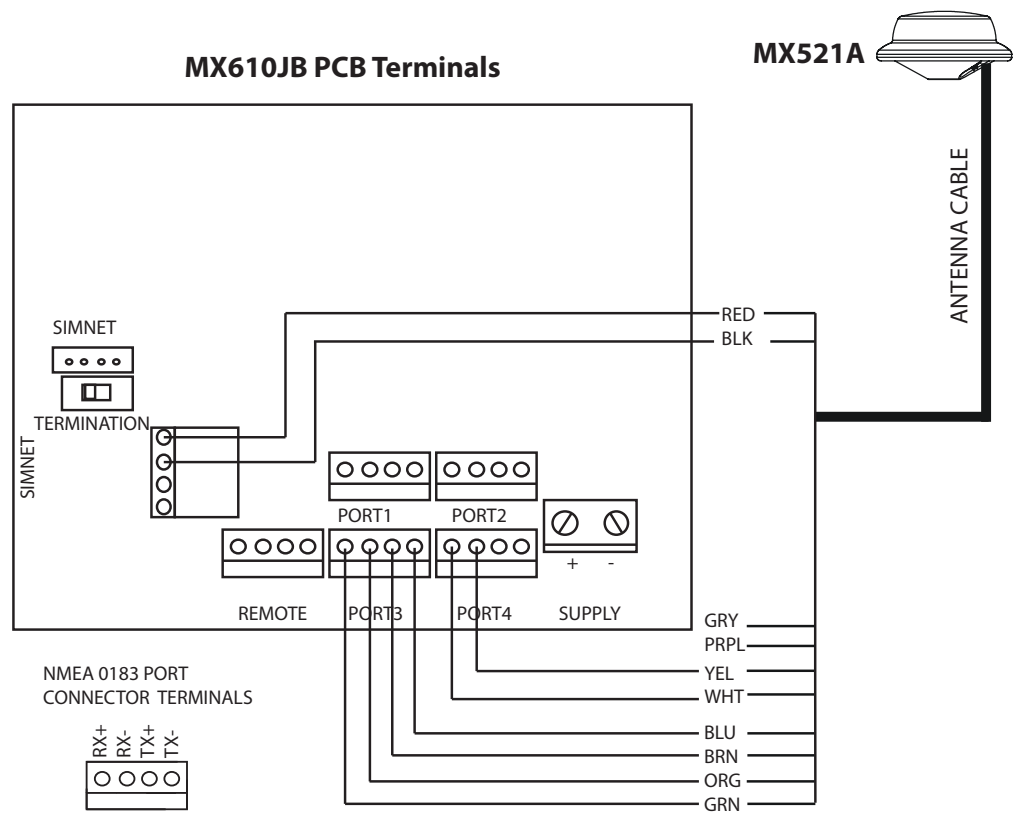 MX610JB PCB Terminals
MX521A
ANTENNA CABLE
RED
BLK
SIMNET
TERMINATION
SIMNET
PORT1
PORT2
+ -
REMOTE
PORT3
PORT4
SUPPLY
GRY
PRPL
YEL
WHT
BLU
BRN
ORG
GRN
NMEA 0183 PORT
CONNECTOR TERMINALS
RX+
RX-
TX+
TX-